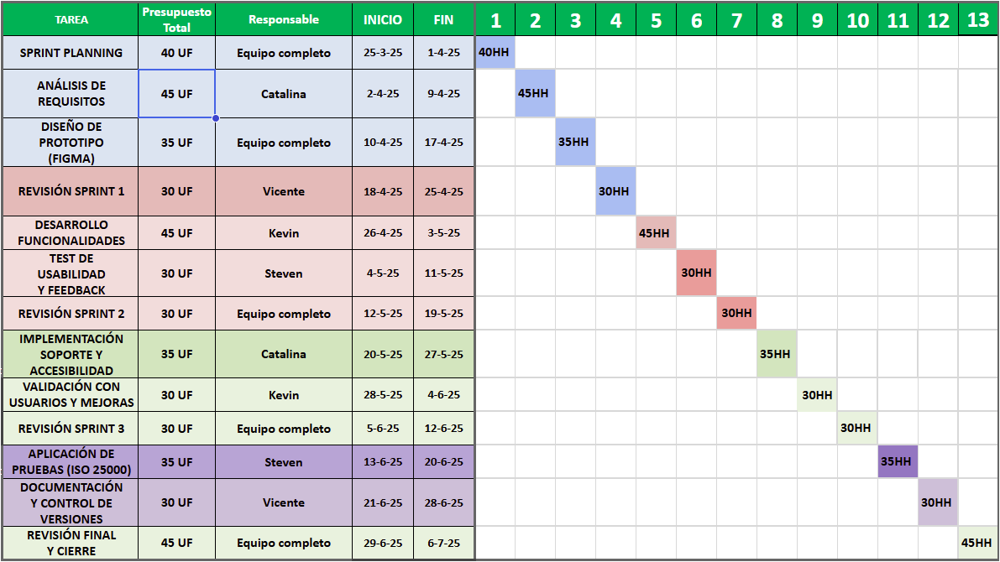 TAREA Presupuesto Total Responsable INICIO FIN 1 2 3 4 5 6 7 8 9 10 11 12 13
SPRINT PLANNING 40 UF Equipo completo 25-3-25 1-4-25 40HH
ANÁLISIS DE REQUISITOS 45 UF Catalina 2-4-25 9-4-25 45HH
DISEÑO DE PROTOTIPO (FIGMA) 35 UF Equipo completo 10-4-25 17-4-25 35HH
REVISIÓN SPRINT 1 30 UF Vicente 18-4-25 25-4-25 30HH
DESARROLLO FUNCIONALIDADES 45 UF Kevin 26-4-25 3-5-25 45HH
TEST DE USABILIDAD Y FEEDBACK 30 UF Steven 4-5-25 11-5-25 30HH
REVISIÓN SPRINT 2 30 UF Equipo completo 12-5-25 19-5-25 30HH
IMPLEMENTACIÓN SOPORTE Y ACCESIBILIDAD 35 UF Catalina 20-5-25 27-5-25 35HH
VALIDACIÓN CON USUARIOS Y MEJORAS 30 UF Kevin 28-5-25 4-6-25 30HH
REVISIÓN SPRINT 3 30 UF Equipo completo 5-6-25 12-6-25 30HH
APLICACIÓN DE PRUEBAS (ISO 25000) 35 UF Steven 13-6-25 20-6-25 35HH
DOCUMENTACIÓN Y CONTROL DE VERSIONES 30 UF Vicente 21-6-25 28-6-25 30HH
REVISIÓN FINAL Y CIERRE 45 UF Equipo completo 29-6-25 6-7-25 45HH